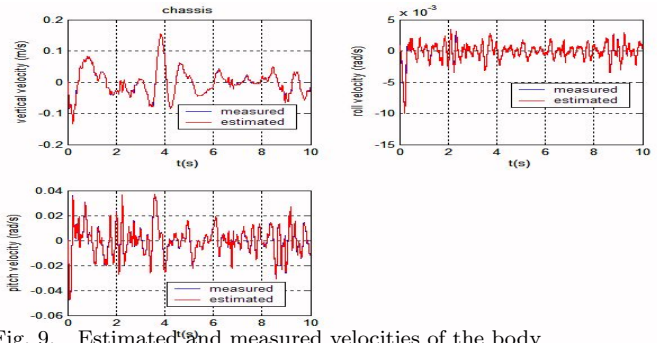 chassis
vertical velocity (m/s)
0.2
0.1
0
-0.1
-0.2
0 2 4 6 8 10
t(s)
measured
estimated
x 10 -3
roll velocity (rad/s)
5
0
-5
-10
-15
0 2 4 6 8 10
t(s)
measured
estimated
pitch velocity (rad/s)
0.04
0.02
0
-0.02
-0.04
-0.06
0 2 4 6 8 10
t(s)
measured
estimated
Fig. 9. Estimated and measured velocities of the body